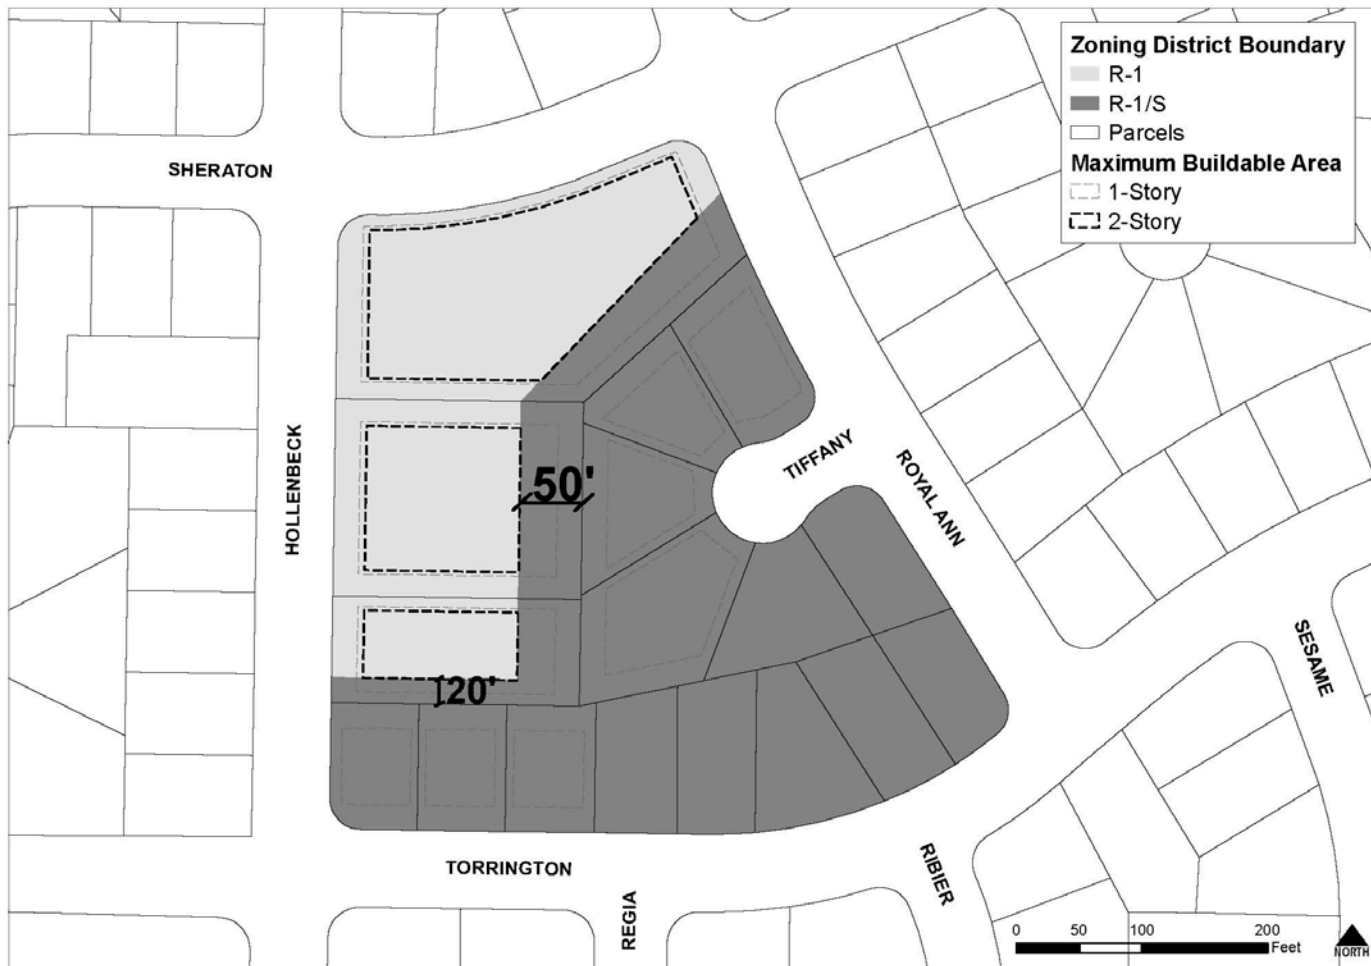 Zoning District Boundary
R-1
R-1/S
Parcels
Maximum Buildable Area
1-Story
2-Story
SHERATON
HOLLENBECK
50'
TIFFANY
ROYAL ANN
20'
SESAME
TORRINGTON
RIBIER
REGIA
0 50 100 200
Feet
NORTH